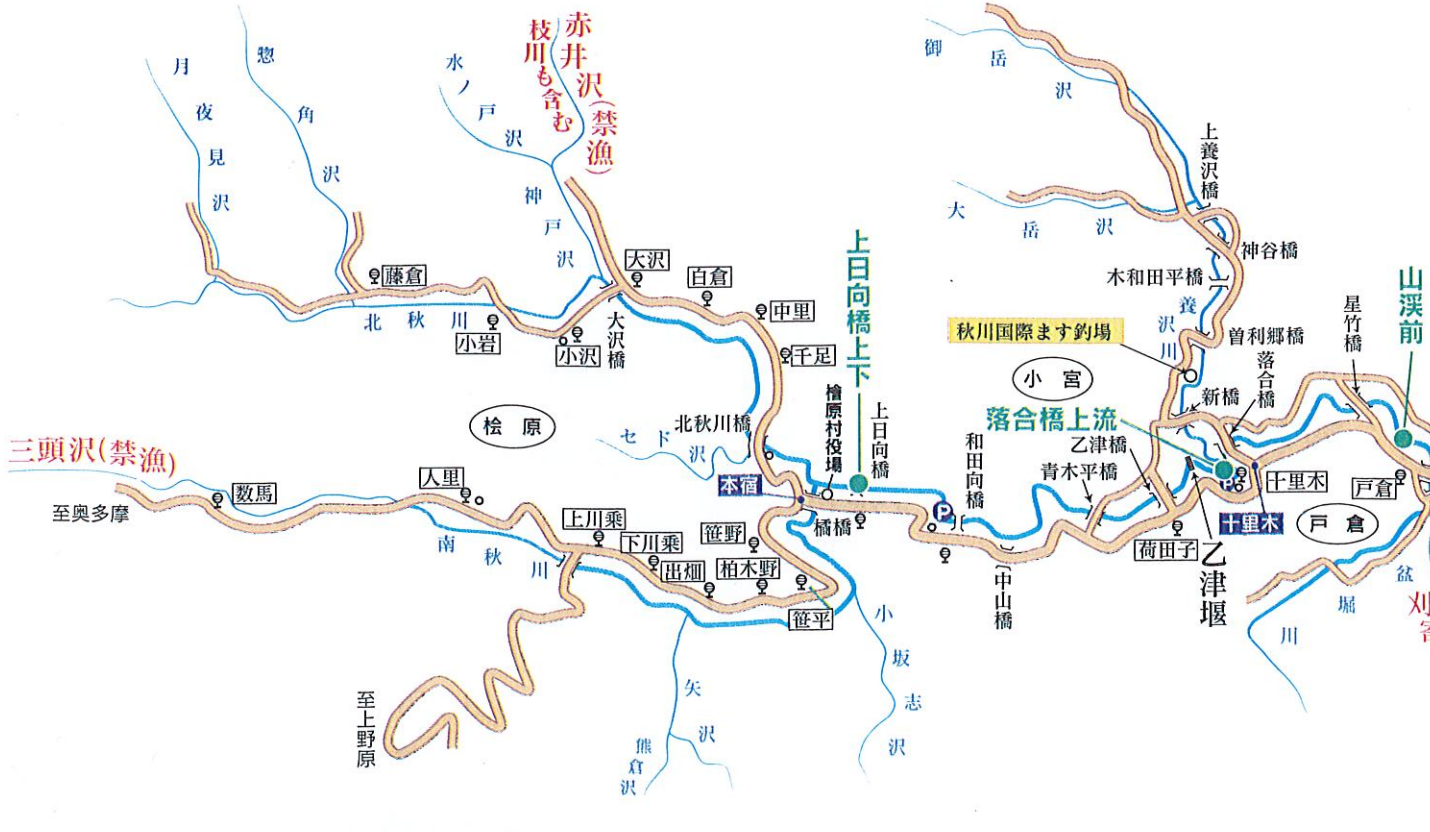 赤井沢(禁漁)
枝川も含む
水ノ戸沢
惣角沢
月夜見沢
神戸沢
御岳沢
上養沢橋
大岳沢
神谷橋
木和田平橋
養沢川
秋川国際ます釣場
曽利郷橋
小宮
新橋
落合橋
星竹橋
山渓前
落合橋上流
藤倉
北秋川
小岩
小沢
大沢橋
大沢
白倉
中里
千足
上日向橋上下
上日向橋
檜原村役場
北秋川橋
セド沢
桧原
本宿
橘橋
和田向橋
P
中山橋
青木平橋
乙津橋
荷田子
乙津堰
P
十里木
十里木
戸倉
戸倉
盆堀川
刈寄
三頭沢(禁漁)
至奥多摩
数馬
人里
南秋川
上川乗
下川乗
出畑
柏木野
笹野
笹平
小坂志沢
矢沢
熊倉沢
至上野原